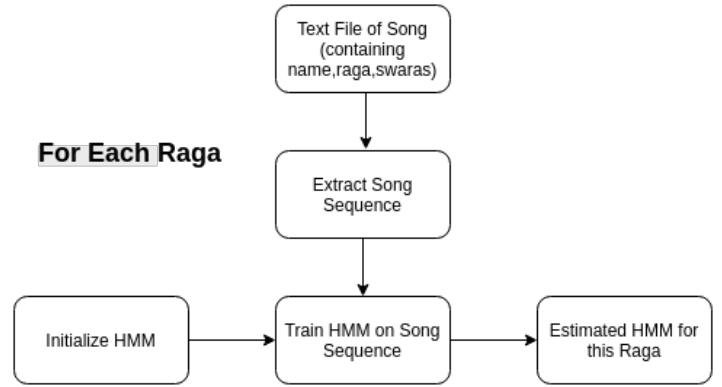 Text File of Song
(containing
name,raga,swaras)
For Each Raga
Extract Song
Sequence
Initialize HMM
Train HMM on Song
Sequence
Estimated HMM for
this Raga